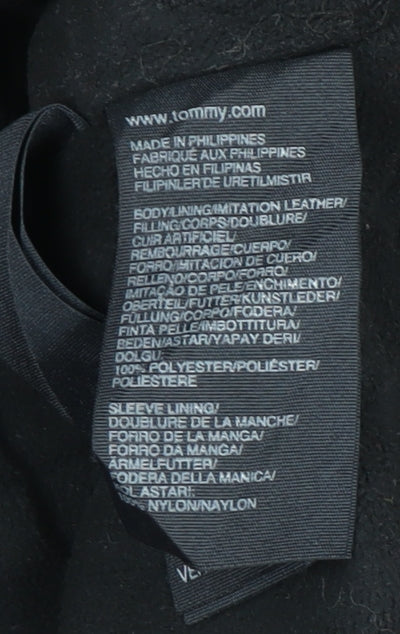 www.tommy.com
MADE IN PHILIPPINES
FABRIQUÉ AUX PHILIPPINES
HECHO EN FILIPINAS
FILIPINLER'DE URETILMISTIR
BODY/LINING/IMITATION LEATHER/
FILLING/CORPS/DOUBLURE/
CUIR ARTIFICIEL/
REMBOURRAGE/CUERPO/
FORRO/IMITACION DE CUERO/
RELLENO/CORPO/FORRO/
IMITAÇÃO DE PELE/ENCHIMENTO/
OBERTEIL/FUTTER/KUNSTLEDER/
FÜLLUNG/CORPO/FODERA/
FINTA PELLE/IMBOTTITURA/
BEDEN/ASTAR/YAPAY DERI/
DOLGU:
100% POLYESTER/POLIÉSTER/
POLIESTERE
SLEEVE LINING/
DOUBLURE DE LA MANCHE/
FORRO DE LA MANGA/
FORRO DA MANGA/
ÄRMELFUTTER/
FODERA DELLA MANICA/
OL ASTARI:
% NYLON/NAYLON